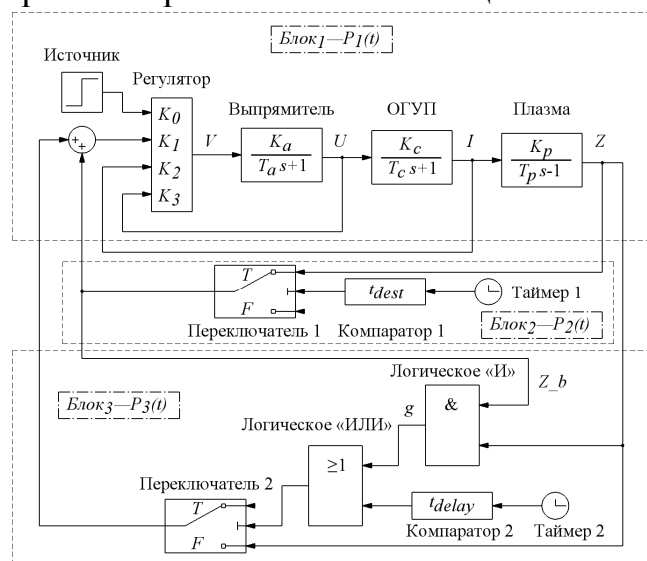 Блок1—P1(t)
Источник
Регулятор
Выпрямитель
ОГУП
Плазма
K0
K1
K2
K3
+
+
V
Ka
Tas+1
U
Kc
Tcs+1
I
Kp
Tps-1
Z
T
F
tdest
Таймер 1
Переключатель 1
Компаратор 1
Блок2—P2(t)
Блок3—P3(t)
Логическое «И»
Z_b
&
g
Логическое «ИЛИ»
≥1
Переключатель 2
T
F
tdelay
Компаратор 2
Таймер 2